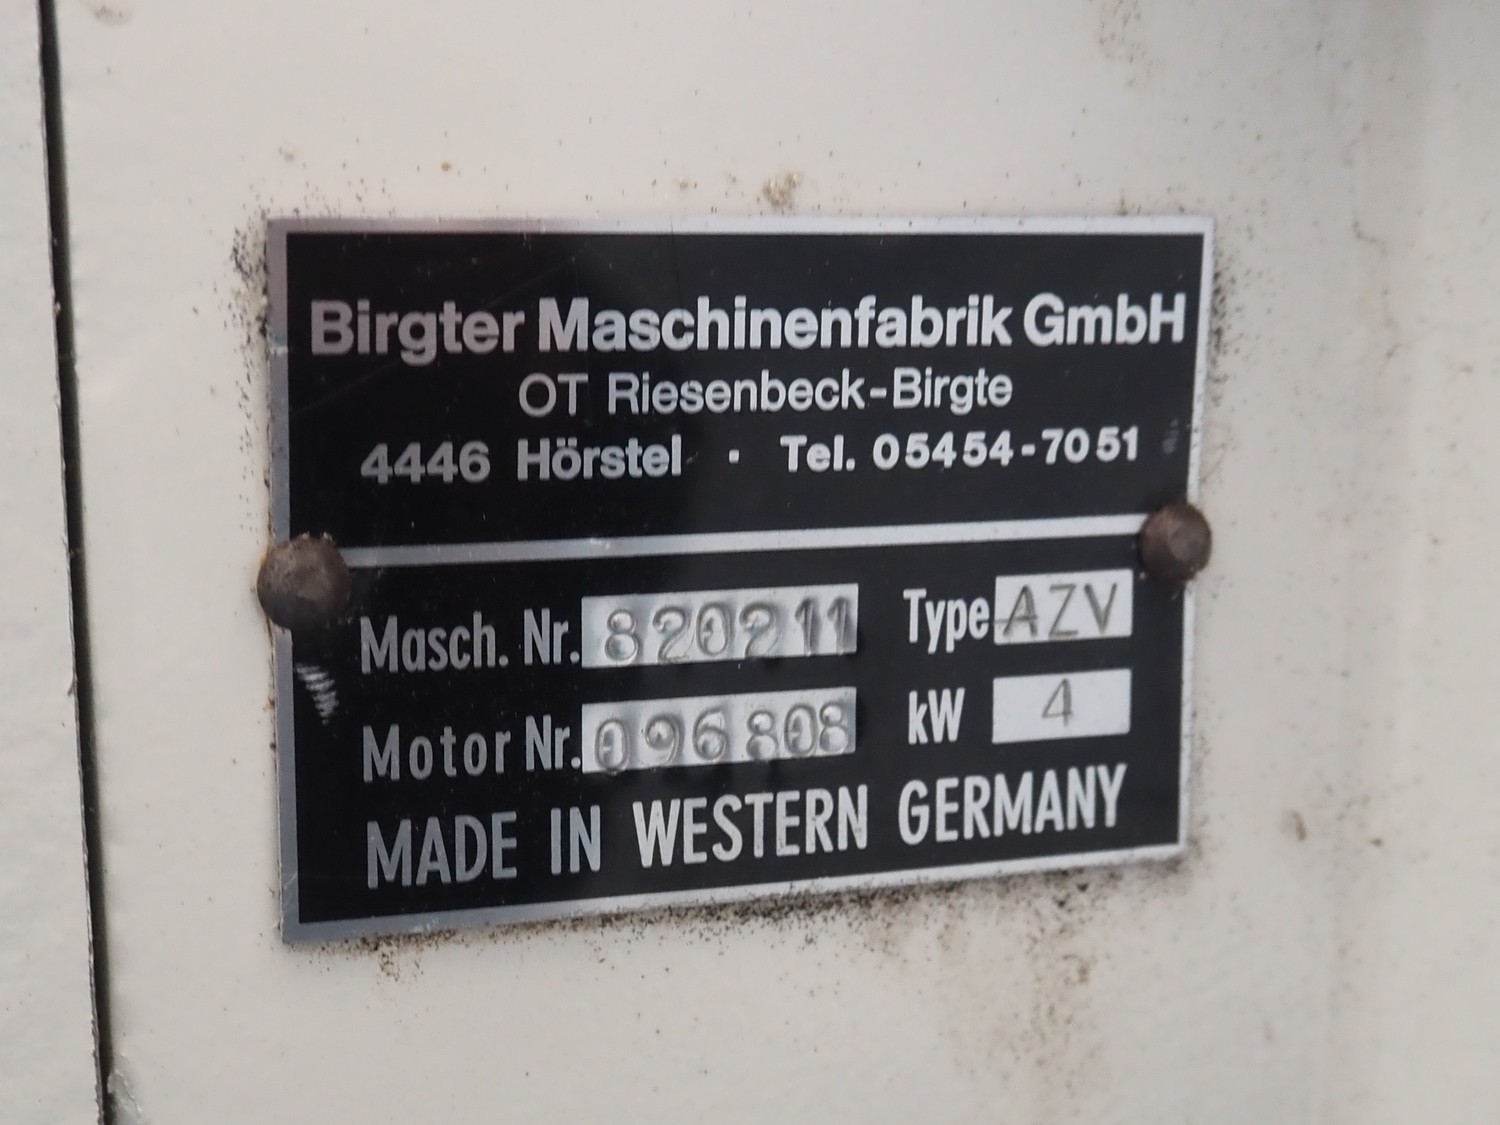 Birgter Maschinenfabrik GmbH
OT Riesenbeck-Birgte
4446 Hörstel · Tel. 05454-7051
Masch. Nr. 820211 Type AZV
Motor Nr. 096808 kW 4
MADE IN WESTERN GERMANY